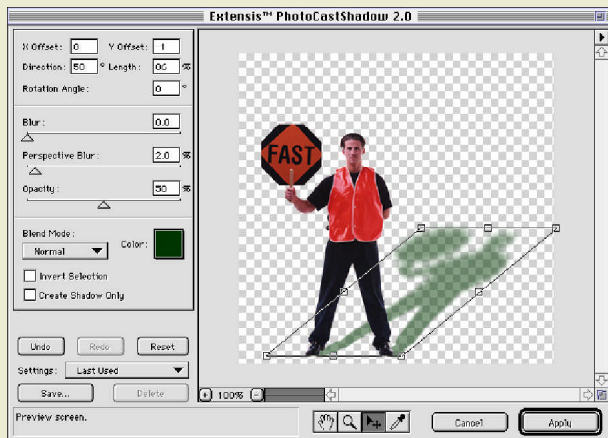 Extensis™ PhotoCastShadow 2.0
X Offset: 0 Y Offset: 1
Direction: 50 ° Length: 06 %
Rotation Angle: 0 °
Blur: 0.0
Perspective Blur: 2.0 %
Opacity: 50 %
Blend Mode: Color:
Normal
Invert Selection
Create Shadow Only
FAST
Undo Redo Reset
Settings: Last Used
Save... Delete
100%
Preview screen.
Cancel Apply